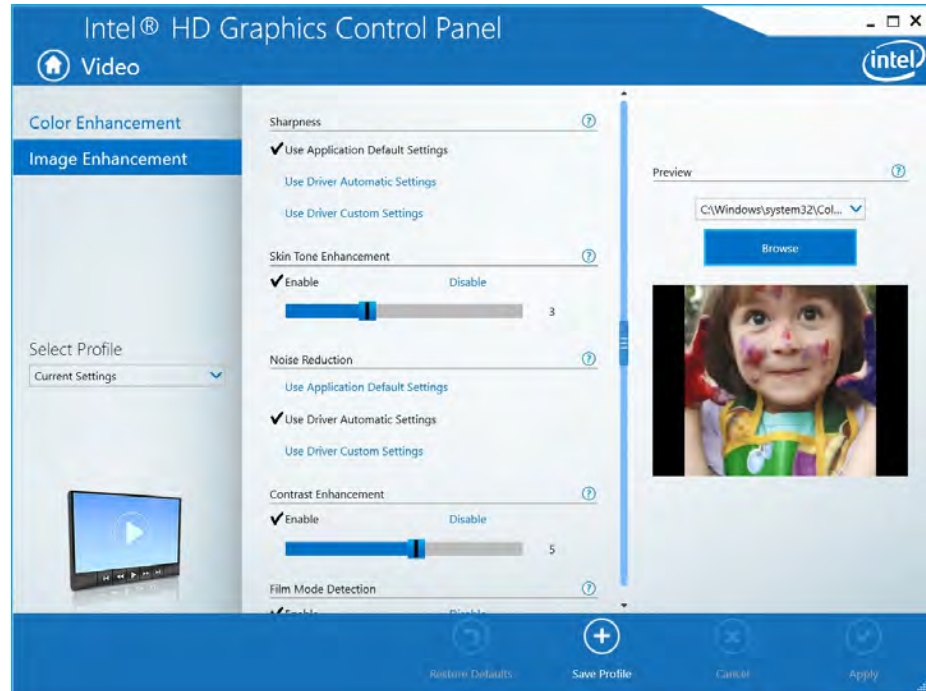 Intel® HD Graphics Control Panel
Video
intel
Color Enhancement
Image Enhancement
Select Profile
Current Settings
Sharpness
Use Application Default Settings
Use Driver Automatic Settings
Use Driver Custom Settings
Skin Tone Enhancement
Enable Disable
3
Noise Reduction
Use Application Default Settings
Use Driver Automatic Settings
Use Driver Custom Settings
Contrast Enhancement
Enable Disable
5
Film Mode Detection
Enable Disable
Preview
C:\Windows\system32\Col...
Browse
Restore Defaults
Save Profile
Cancel
Apply